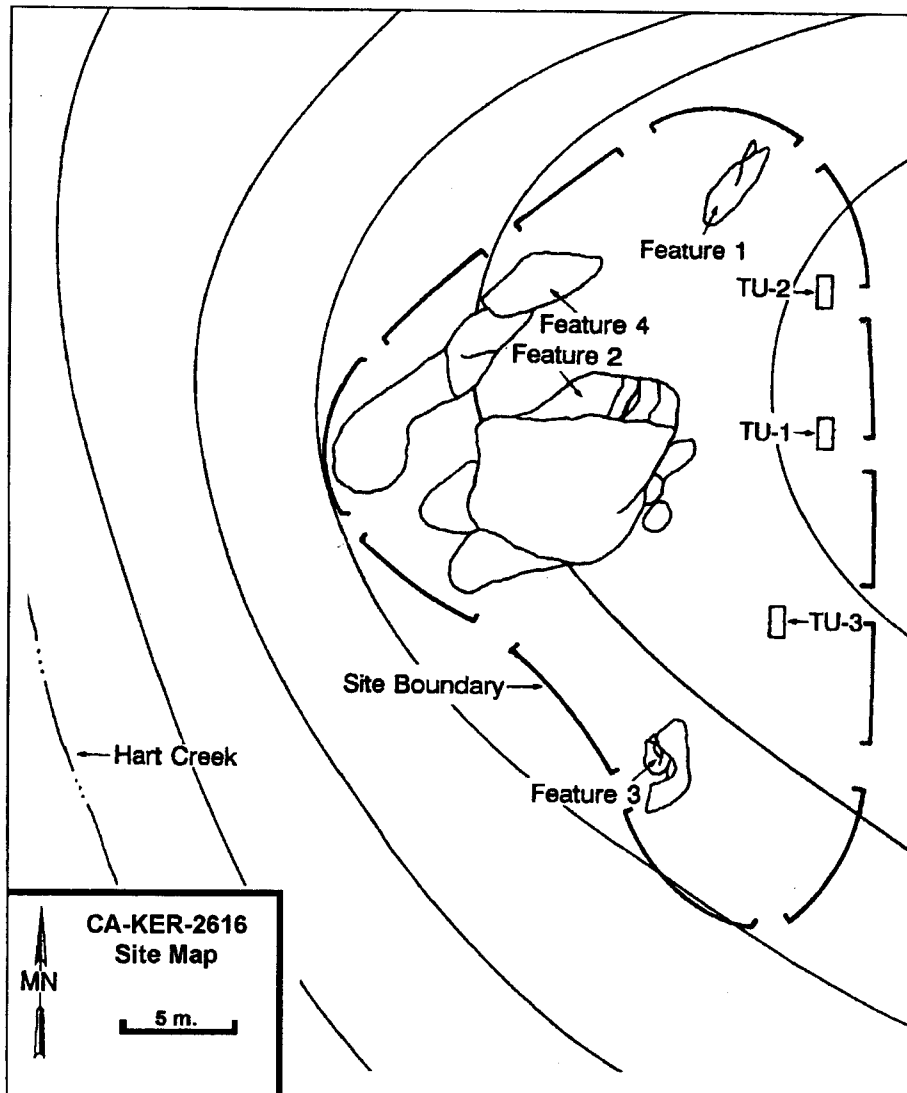 Feature 1
TU-2
Feature 4
Feature 2
TU-1
TU-3
Site Boundary
Hart Creek
Feature 3
CA-KER-2616
Site Map
MN
5 m.